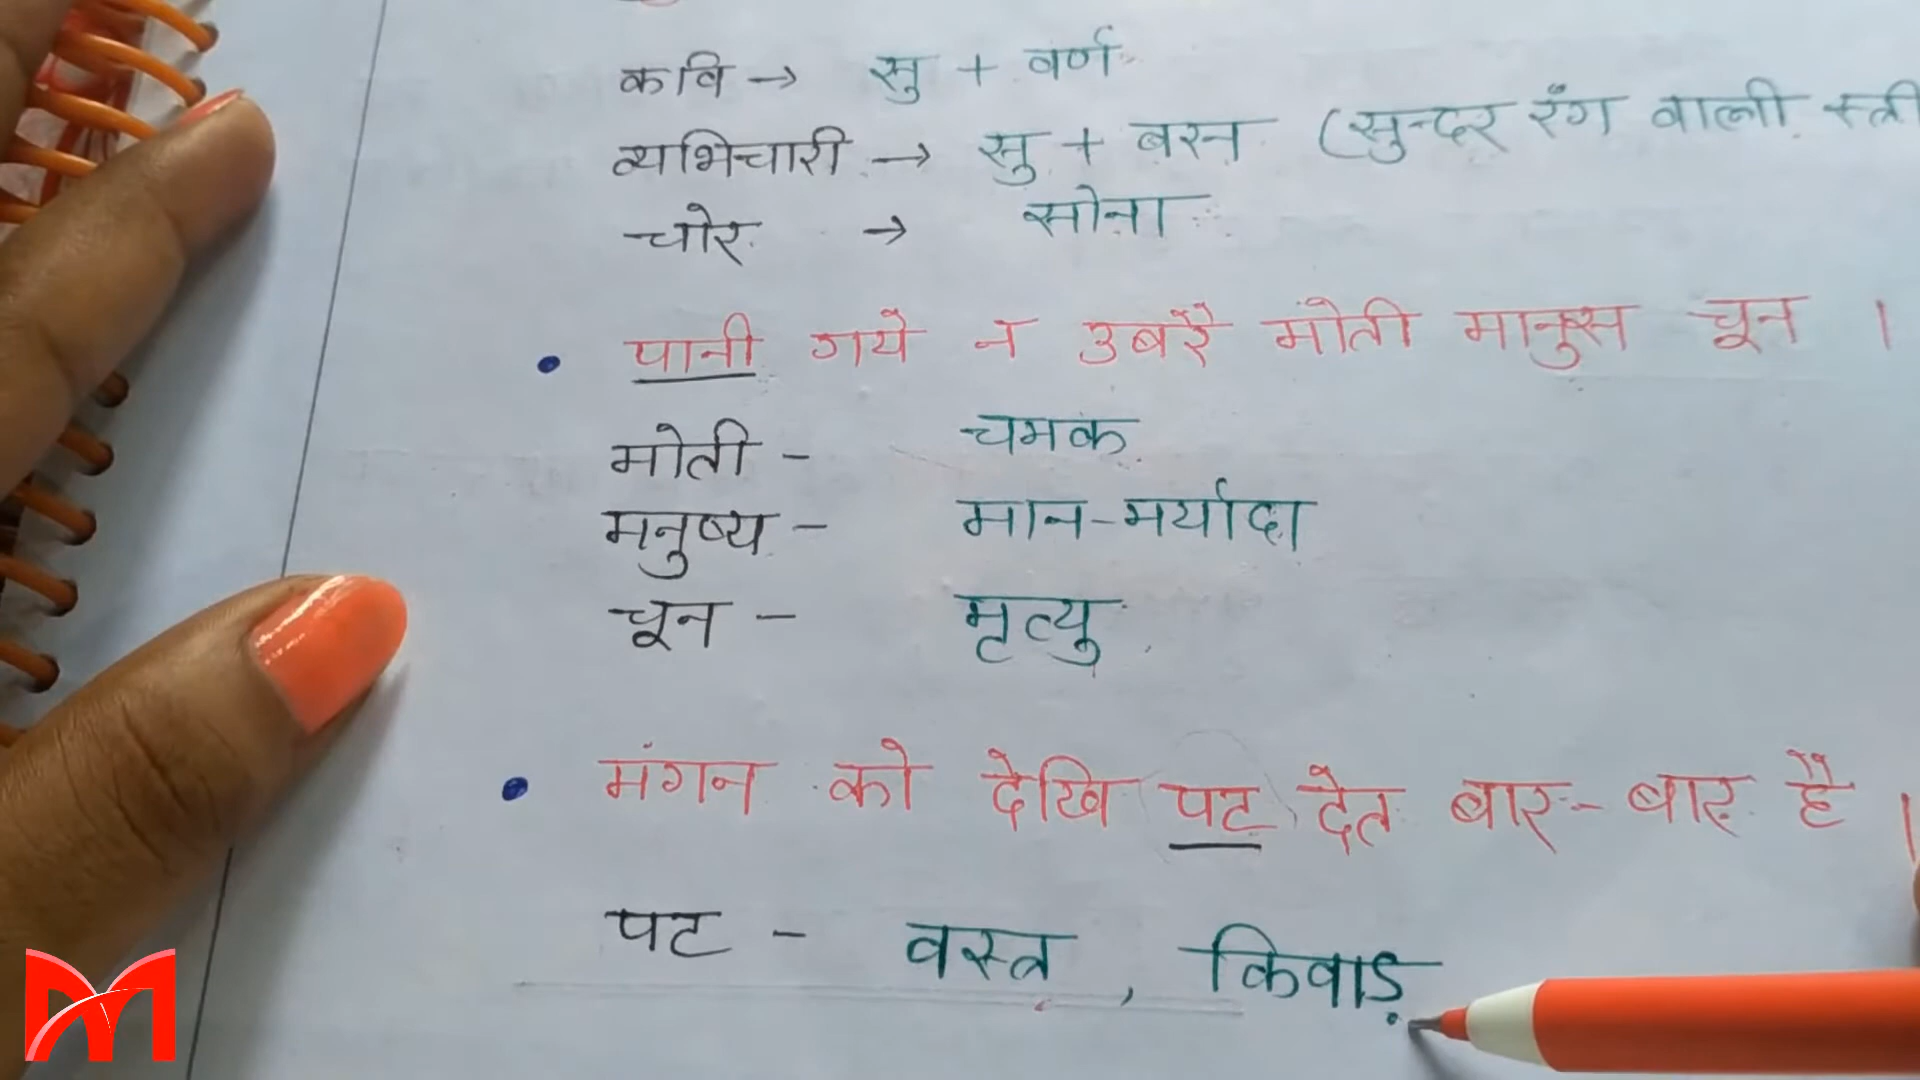 कवि → सु + वर्ण
व्यभिचारी → सु + बरन (सुन्दर रंग वाली स्त्री
चोर → सोना
• पानी गये न उबरै मोती मानुस चून ।
मोती - चमक
मनुष्य - मान-मर्यादा
चून - मृत्यु
• मंगन को देखि पट देत बार-बार है ।
पट - वस्त्र , किवाड़